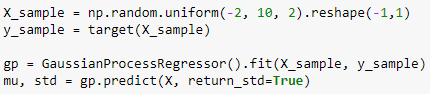 X_sample = np.random.uniform(-2, 10, 2).reshape(-1,1)
y_sample = target(X_sample)
gp = GaussianProcessRegressor().fit(X_sample, y_sample)
mu, std = gp.predict(X, return_std=True)